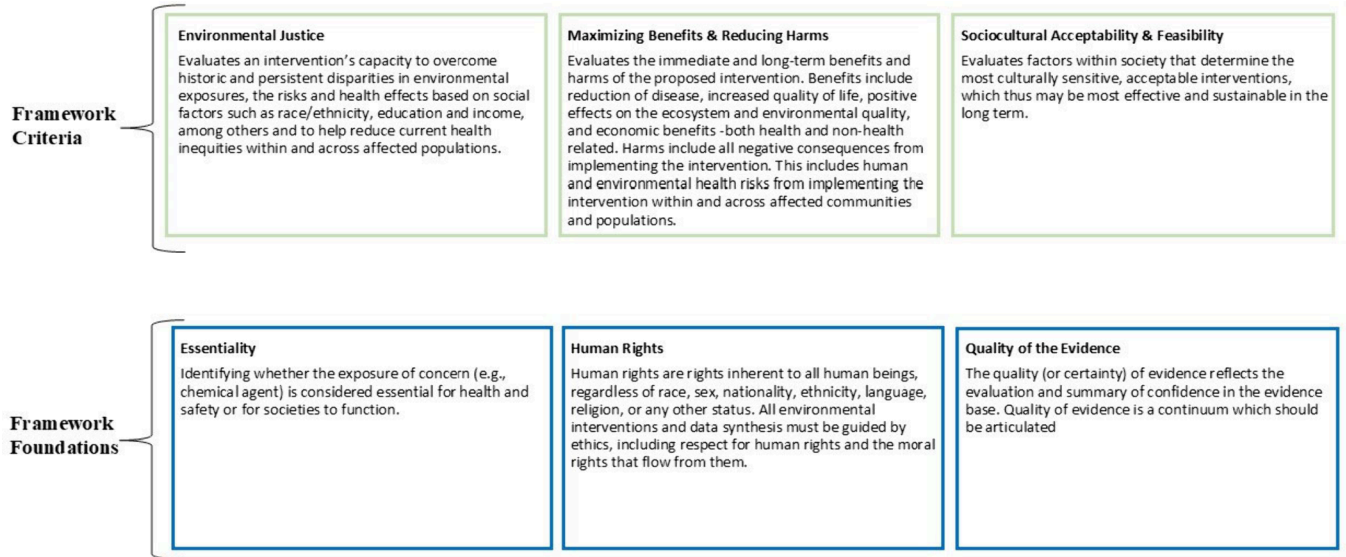 Framework
Criteria
Environmental Justice
Evaluates an intervention's capacity to overcome
historic and persistent disparities in environmental
exposures, the risks and health effects based on social
factors such as race/ethnicity, education and income,
among others and to help reduce current health
inequities within and across affected populations.
Maximizing Benefits & Reducing Harms
Evaluates the immediate and long-term benefits and
harms of the proposed intervention. Benefits include
reduction of disease, increased quality of life, positive
effects on the ecosystem and environmental quality,
and economic benefits -both health and non-health
related. Harms include all negative consequences from
implementing the intervention. This includes human
and environmental health risks from implementing the
intervention within and across affected communities
and populations.
Sociocultural Acceptability & Feasibility
Evaluates factors within society that determine the
most culturally sensitive, acceptable interventions,
which thus may be most effective and sustainable in the
long term.
Framework
Foundations
Essentiality
Identifying whether the exposure of concern (e.g.,
chemical agent) is considered essential for health and
safety or for societies to function.
Human Rights
Human rights are rights inherent to all human beings,
regardless of race, sex, nationality, ethnicity, language,
religion, or any other status. All environmental
interventions and data synthesis must be guided by
ethics, including respect for human rights and the moral
rights that flow from them.
Quality of the Evidence
The quality (or certainty) of evidence reflects the
evaluation and summary of confidence in the evidence
base. Quality of evidence is a continuum which should
be articulated